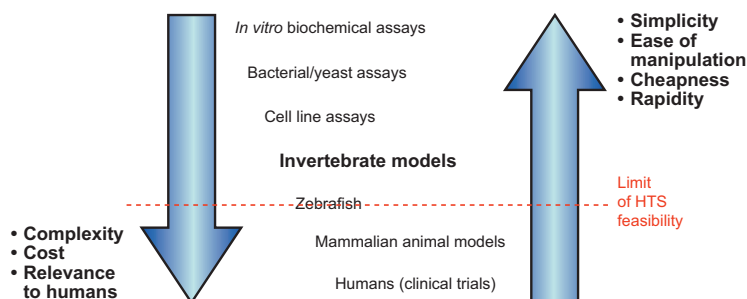 In vitro biochemical assays
Bacterial/yeast assays
Cell line assays
Invertebrate models
Zebrafish
Mammalian animal models
Humans (clinical trials)
• Simplicity
• Ease of
manipulation
• Cheapness
• Rapidity
Limit
of HTS
feasibility
• Complexity
• Cost
• Relevance
to humans